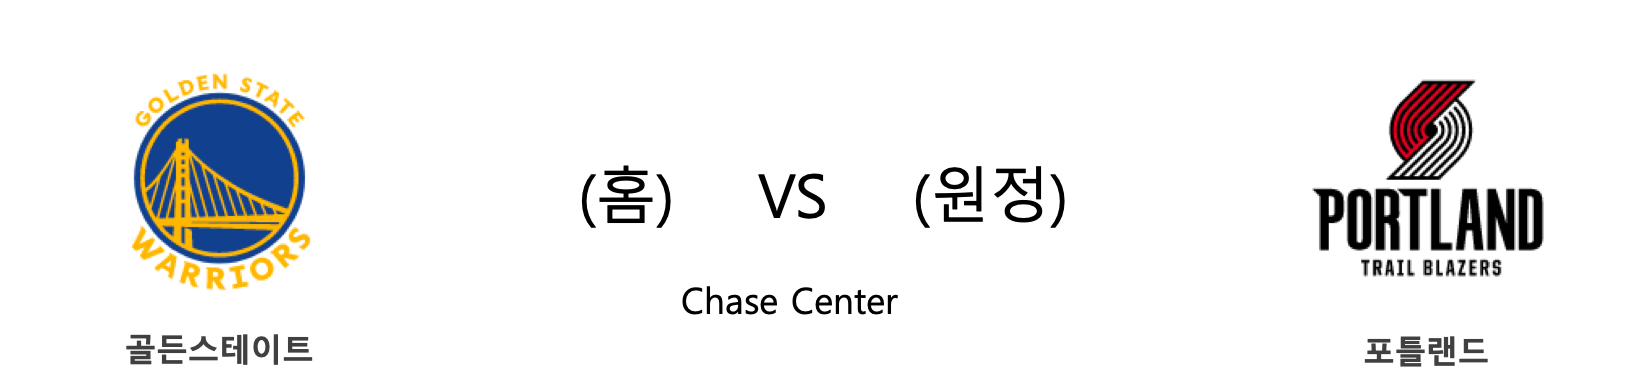 GOLDEN STATE
WARRIORS
골든스테이트
(홈) VS (원정)
Chase Center
PORTLAND
TRAIL BLAZERS
포틀랜드